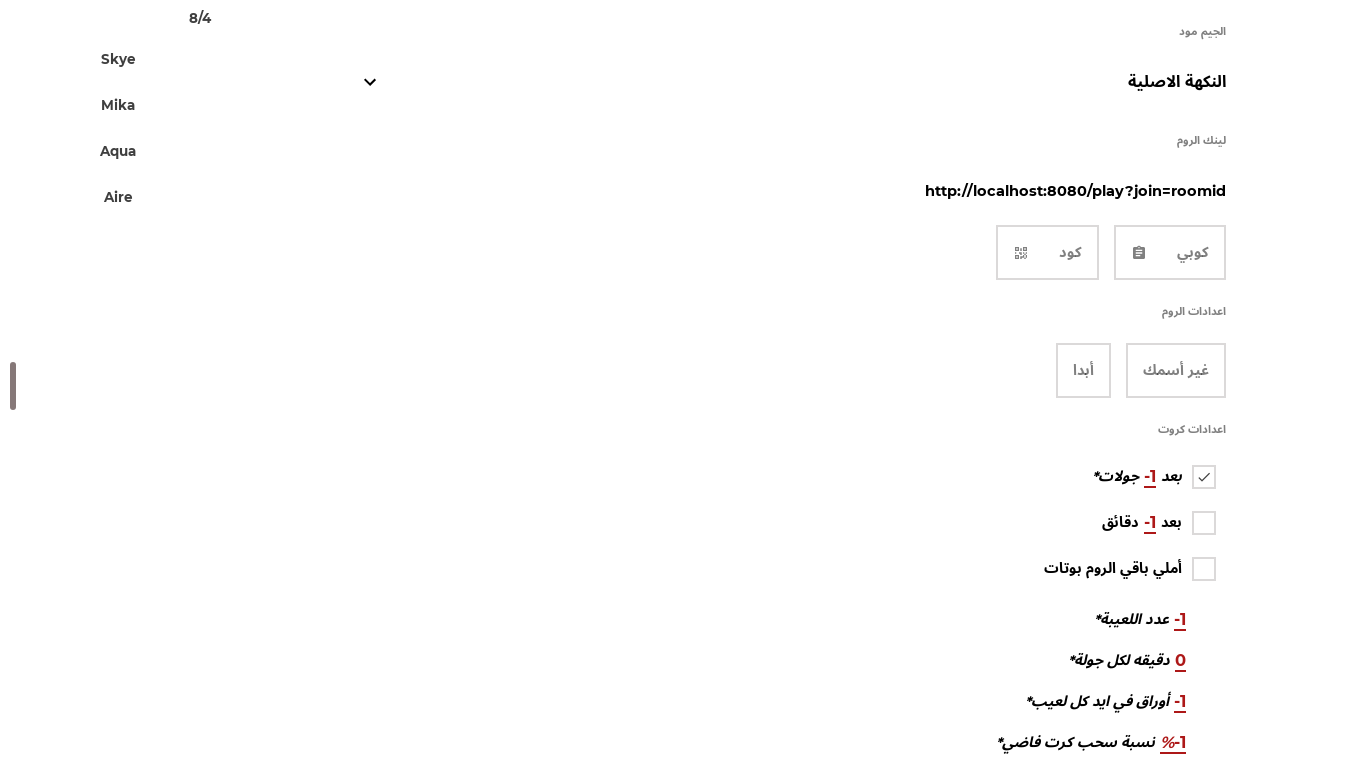 الجيم مود
النكهة الاصلية
لينك الروم
http://localhost:8080/play?join=roomid
كوبي
كود
اعدادات الروم
غير أسمك
أبدا
اعدادات كروت
بعد 1- جولات*
بعد 1- دقائق
أملي باقي الروم بوتات
1- عدد اللعيبة*
0 دقيقه لكل جولة*
1- أوراق في ايد كل لعيب*
1-% نسبة سحب كرت فاضي*
8/4
Skye
Mika
Aqua
Aire